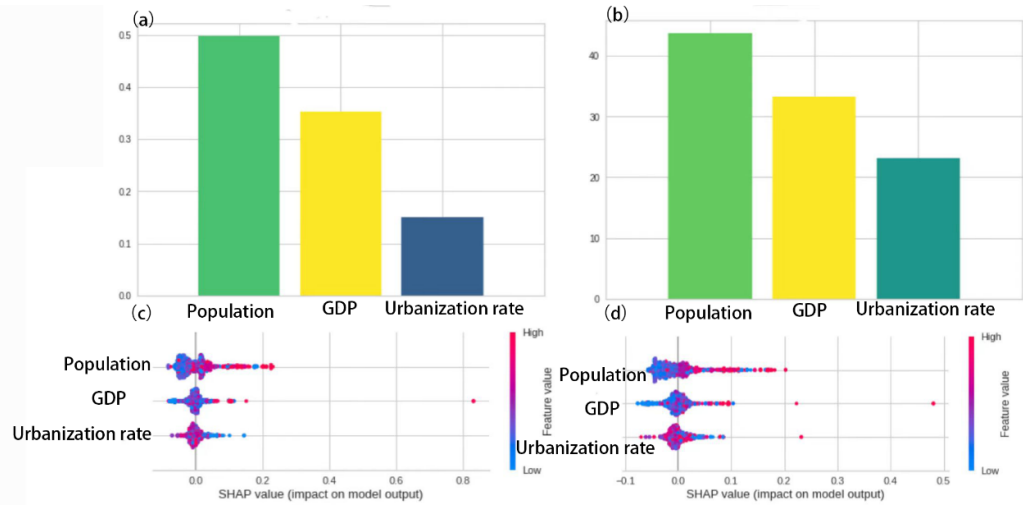 (a)
0.5
0.4
0.3
0.2
0.1
0.0
Population
GDP
Urbanization rate
(b)
40
30
20
10
0
Population
GDP
Urbanization rate
(c)
Population
GDP
Urbanization rate
0.0
0.2
0.4
0.6
0.8
SHAP value (impact on model output)
High
Feature value
Low
(d)
Population
GDP
Urbanization rate
−0.1
0.0
0.1
0.2
0.3
0.4
0.5
SHAP value (impact on model output)
High
Feature value
Low